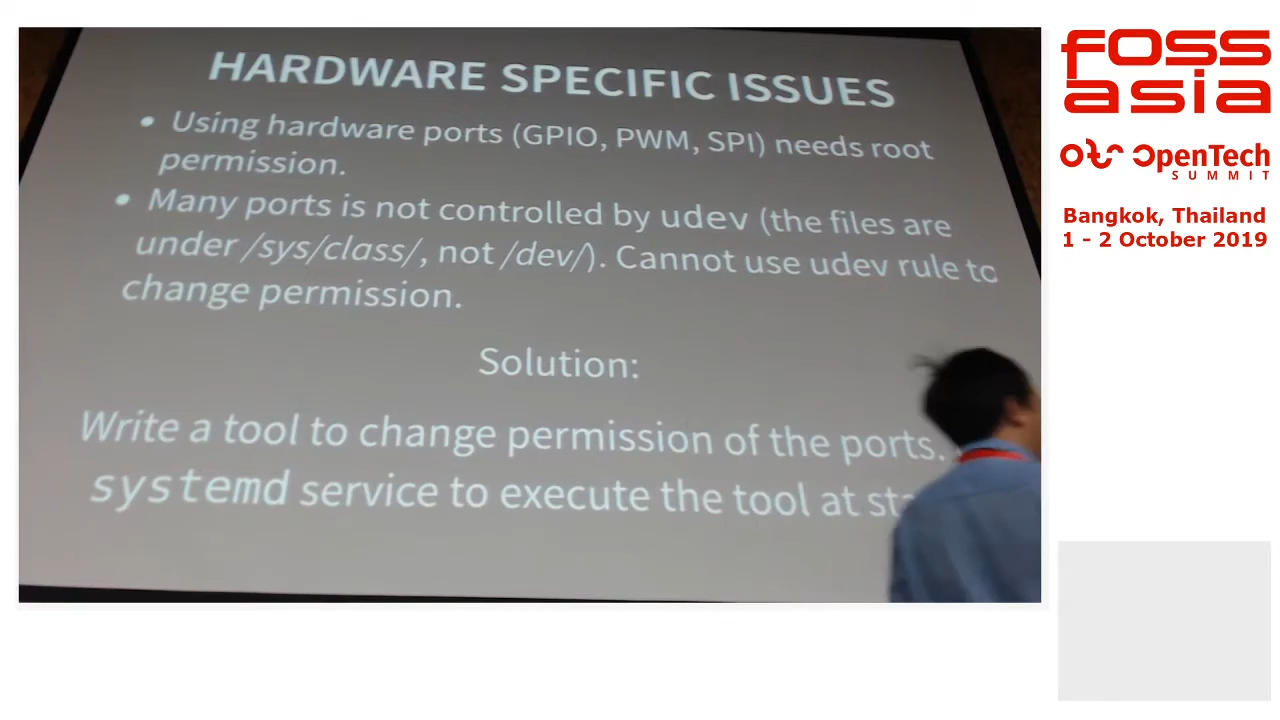 HARDWARE SPECIFIC ISSUES
• Using hardware ports (GPIO, PWM, SPI) needs root
permission.
• Many ports is not controlled by udev (the files are
under /sys/class/, not /dev/). Cannot use udev rule to
change permission.
Solution:
Write a tool to change permission of the ports.
systemd service to execute the tool at
FOSS
asia
OpenTech
SUMMIT
Bangkok, Thailand
1 - 2 October 2019